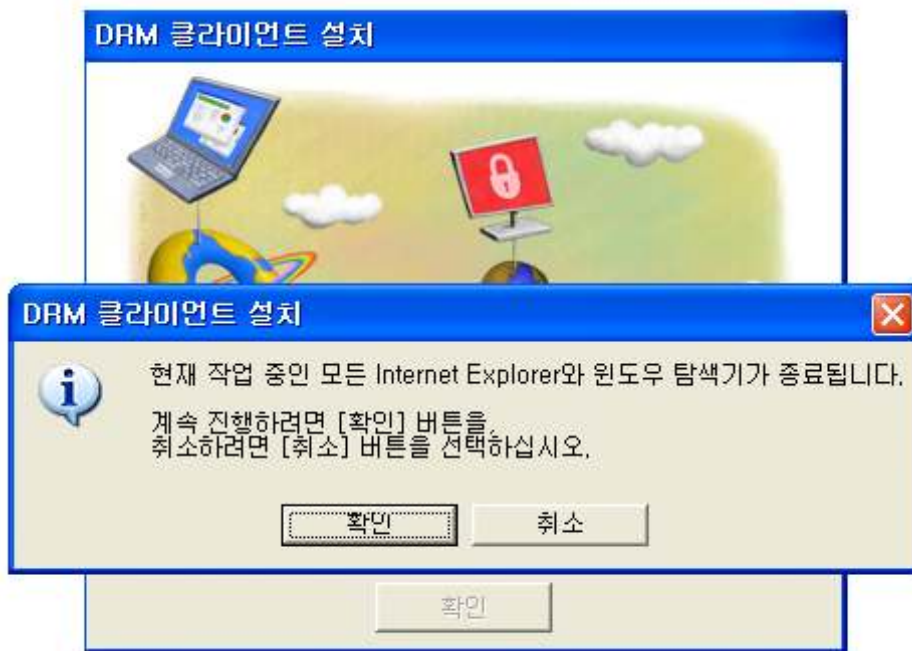 DRM 클라이언트 설치
DRM 클라이언트 설치
현재 작업 중인 모든 Internet Explorer와 윈도우 탐색기가 종료됩니다.
계속 진행하려면 [확인] 버튼을,
취소하려면 [취소] 버튼을 선택하십시오.
확인 취소
확인